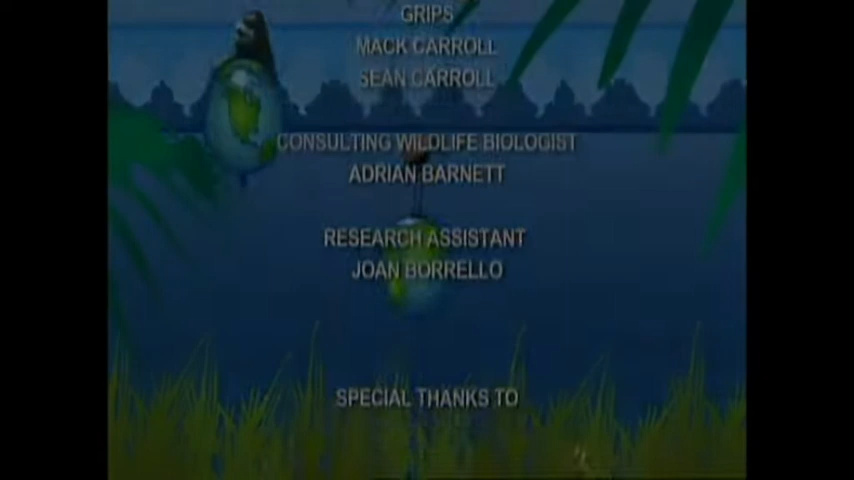 GRIPS
MACK CARROLL
SEAN CARROLL
CONSULTING WILDLIFE BIOLOGIST
ADRIAN BARNETT
RESEARCH ASSISTANT
JOAN BORRELLO
SPECIAL THANKS TO